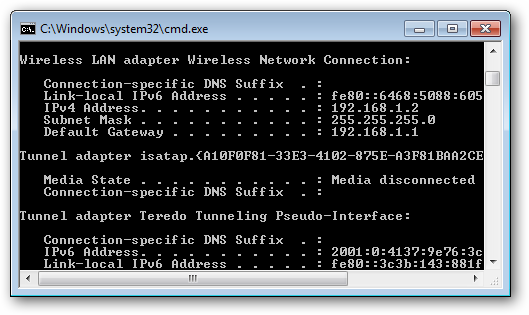 C:\Windows\system32\cmd.exe
Wireless LAN adapter Wireless Network Connection:
Connection-specific DNS Suffix . :
Link-local IPv6 Address . . . . . : fe80::6468:5088:605
IPv4 Address. . . . . . . . . . . : 192.168.1.2
Subnet Mask . . . . . . . . . . . : 255.255.255.0
Default Gateway . . . . . . . . . : 192.168.1.1
Tunnel adapter isatap.{A10F0F81-33E3-4102-875E-A3F81BAA2CE
Media State . . . . . . . . . . . : Media disconnected
Connection-specific DNS Suffix . :
Tunnel adapter Teredo Tunneling Pseudo-Interface:
Connection-specific DNS Suffix . :
IPv6 Address. . . . . . . . . . . : 2001:0:4137:9e76:3c
Link-local IPv6 Address . . . . . : fe80::3c3b:143:881f